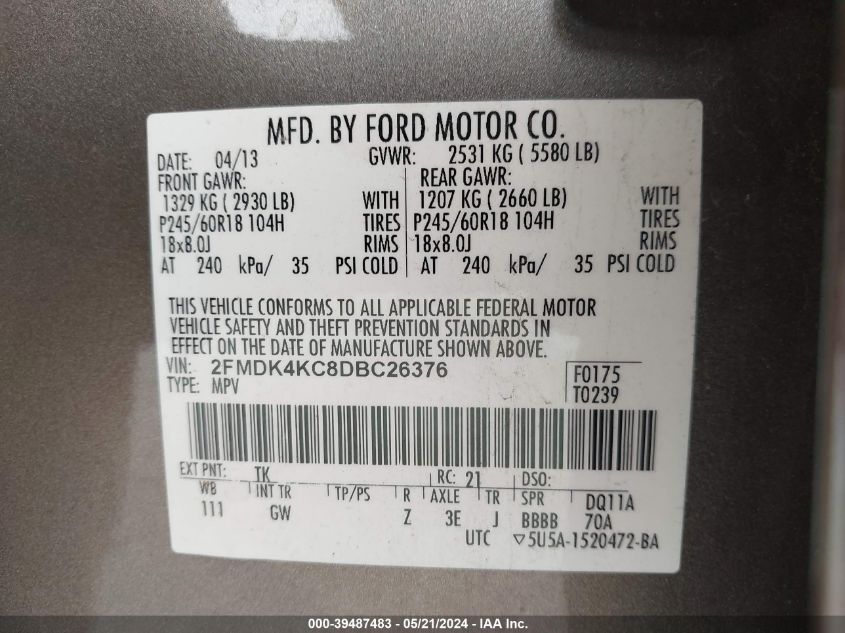 MFD. BY FORD MOTOR CO.
DATE: 04/13 GVWR: 2531 KG ( 5580 LB)
FRONT GAWR: REAR GAWR:
1329 KG ( 2930 LB) WITH 1207 KG ( 2660 LB) WITH
P245/60R18 104H TIRES P245/60R18 104H TIRES
18x8.0J RIMS 18x8.0J RIMS
AT 240 kPa/ 35 PSI COLD AT 240 kPa/ 35 PSI COLD
THIS VEHICLE CONFORMS TO ALL APPLICABLE FEDERAL MOTOR
VEHICLE SAFETY AND THEFT PREVENTION STANDARDS IN
EFFECT ON THE DATE OF MANUFACTURE SHOWN ABOVE.
VIN: 2FMDK4KC8DBC26376 F0175
TYPE: MPV T0239
EXT PNT: TK RC: 21 DSO:
WB INT TR TP/PS R AXLE TR SPR DQ11A
111 GW Z 3E J BBBB 70A
UTC ▽5U5A-1520472-BA
000-39487483 - 05/21/2024 - IAA Inc.